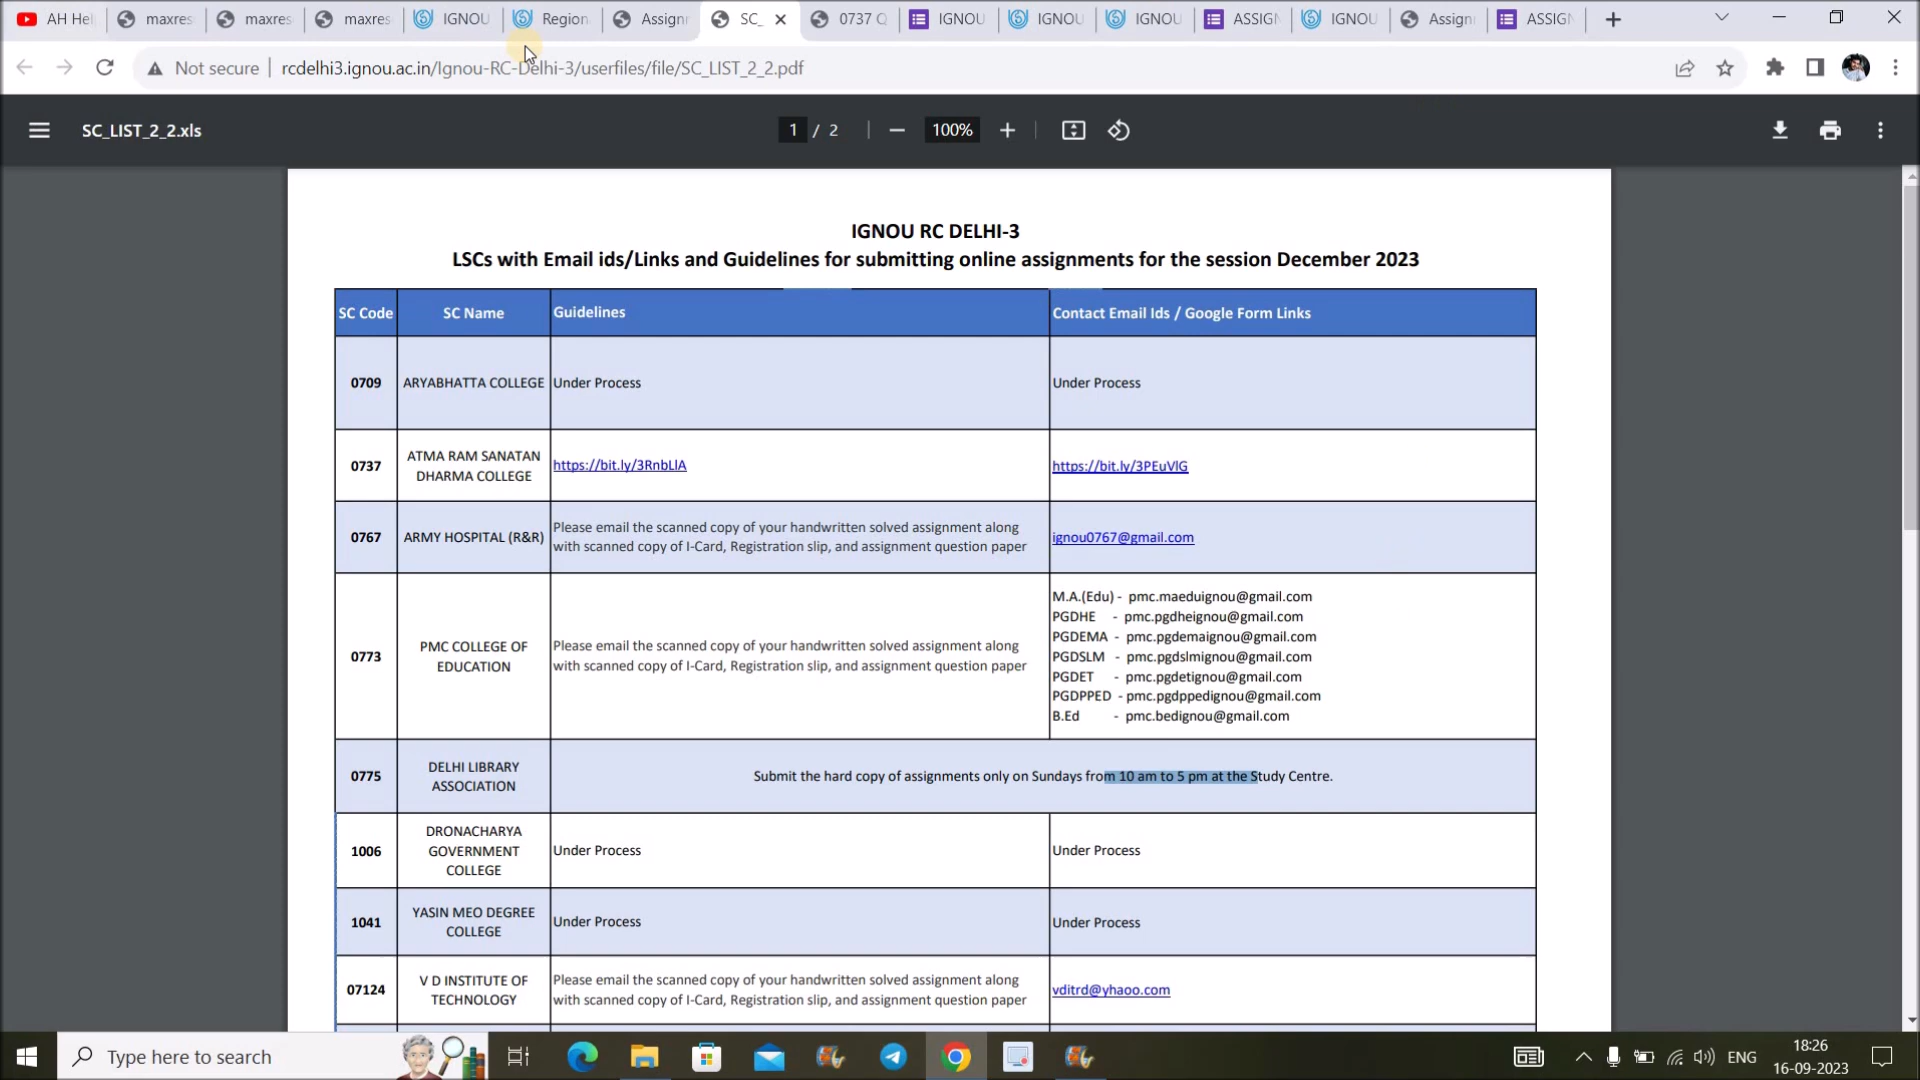 AH Hel
maxres
maxres
maxres
IGNOU
Region
Assignm
SC_
0737 Q
IGNOU
IGNOU
IGNOU
ASSIGN
IGNOU
Assign
ASSIGN
Not secure
rcdelhi3.ignou.ac.in/Ignou-RC-Delhi-3/userfiles/file/SC_LIST_2_2.pdf
SC_LIST_2_2.xls
1 / 2
100%
IGNOU RC DELHI-3
LSCs with Email ids/Links and Guidelines for submitting online assignments for the session December 2023
SC Code
SC Name
Guidelines
Contact Email Ids / Google Form Links
0709
ARYABHATTA COLLEGE
Under Process
Under Process
0737
ATMA RAM SANATAN
DHARMA COLLEGE
https://bit.ly/3RnbLlA
https://bit.ly/3PEuVlG
0767
ARMY HOSPITAL (R&R)
Please email the scanned copy of your handwritten solved assignment along
with scanned copy of I-Card, Registration slip, and assignment question paper
ignou0767@gmail.com
0773
PMC COLLEGE OF
EDUCATION
Please email the scanned copy of your handwritten solved assignment along
with scanned copy of I-Card, Registration slip, and assignment question paper
M.A.(Edu) - pmc.maeduignou@gmail.com
PGDHE - pmc.pgdheignou@gmail.com
PGDEMA - pmc.pgdemaignou@gmail.com
PGDSLM - pmc.pgdslmignou@gmail.com
PGDET - pmc.pgdetignou@gmail.com
PGDPPED - pmc.pgdppedignou@gmail.com
B.Ed - pmc.bedignou@gmail.com
0775
DELHI LIBRARY
ASSOCIATION
Submit the hard copy of assignments only on Sundays from 10 am to 5 pm at the Study Centre.
1006
DRONACHARYA
GOVERNMENT
COLLEGE
Under Process
Under Process
1041
YASIN MEO DEGREE
COLLEGE
Under Process
Under Process
07124
V D INSTITUTE OF
TECHNOLOGY
Please email the scanned copy of your handwritten solved assignment along
with scanned copy of I-Card, Registration slip, and assignment question paper
vditrd@yhaoo.com
Type here to search
ENG
18:26
16-09-2023